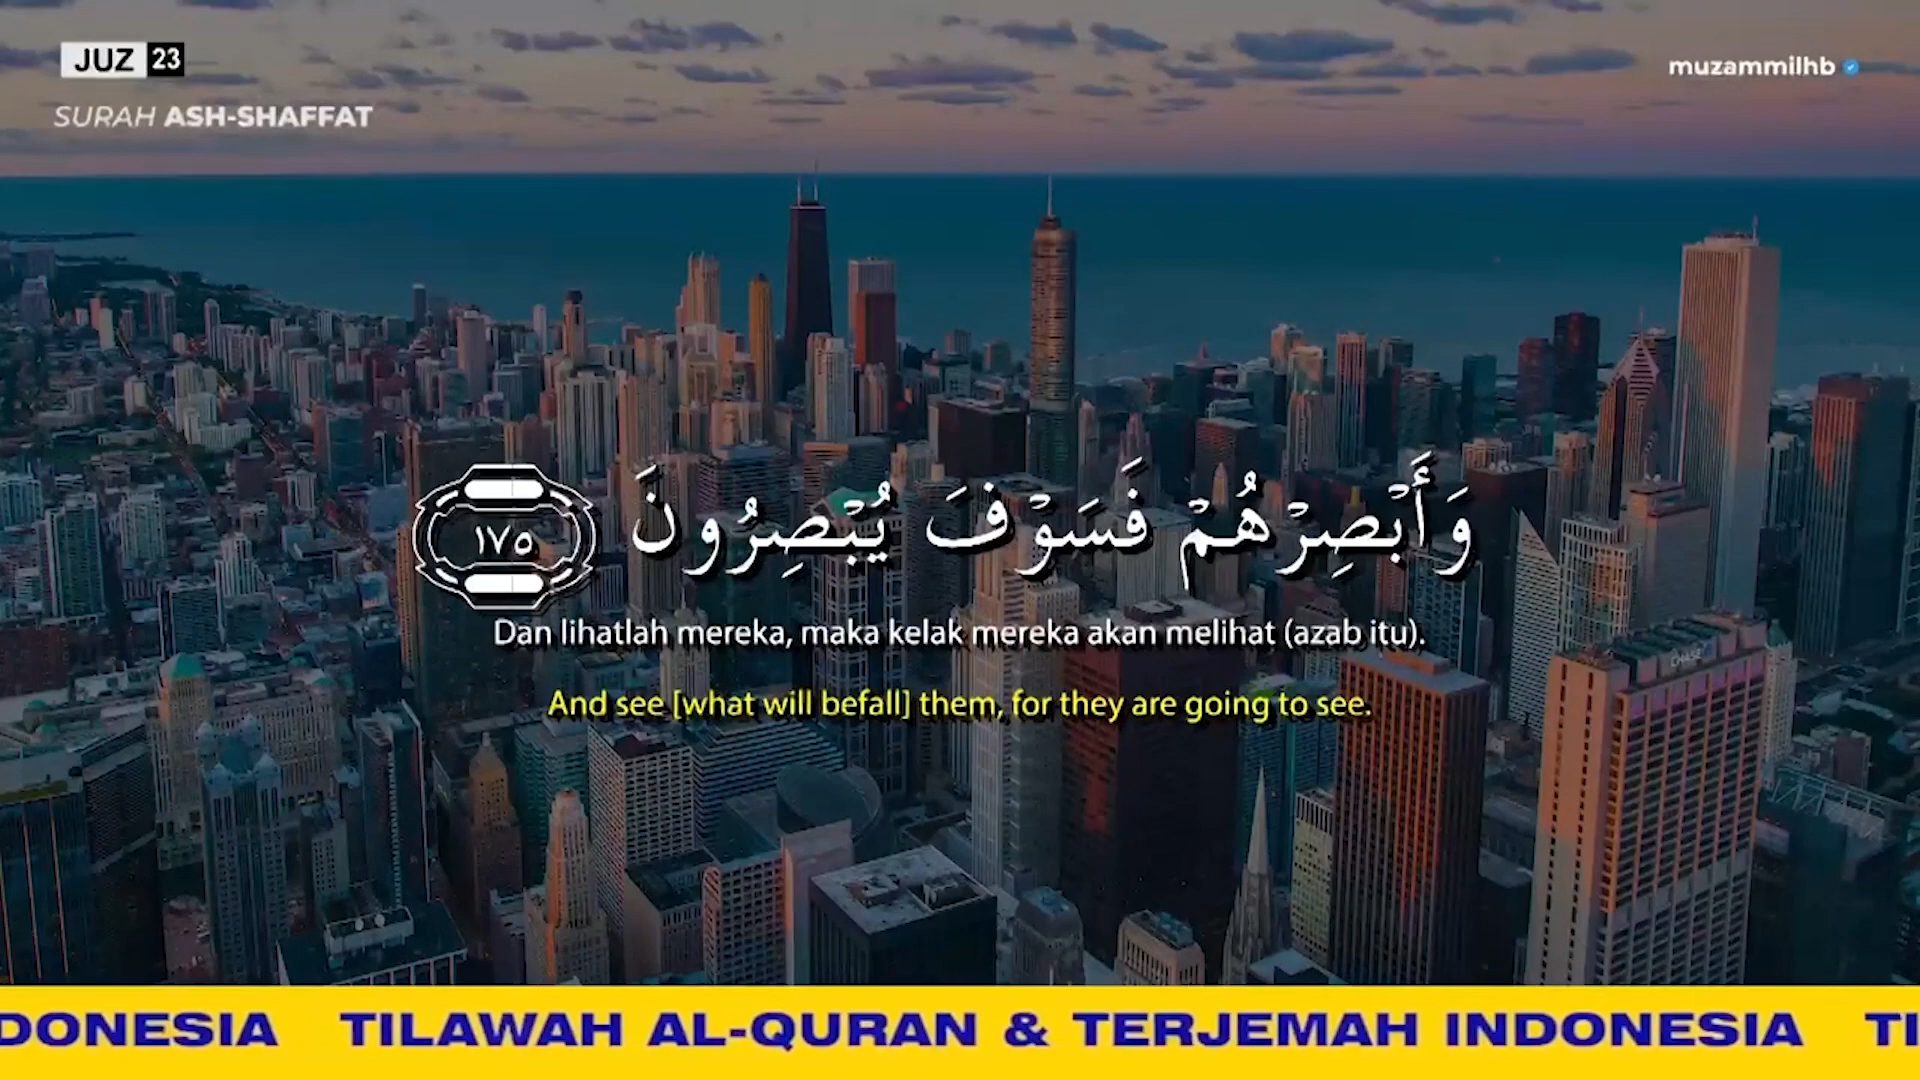 JUZ 23
muzammilhb
SURAH ASH-SHAFFAT
وَأَبْصِرْهُمْ فَسَوْفَ يُبْصِرُونَ ١٧٥
Dan lihatlah mereka, maka kelak mereka akan melihat (azab itu).
And see [what will befall] them, for they are going to see.
CHASE
DONESIA TILAWAH AL-QURAN & TERJEMAH INDONESIA TI